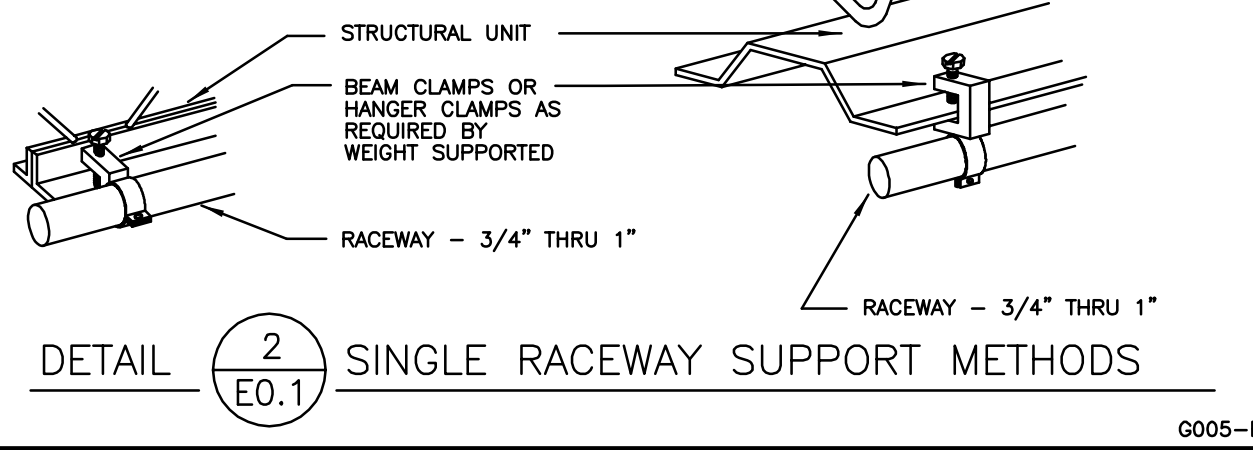 STRUCTURAL UNIT
BEAM CLAMPS OR
HANGER CLAMPS AS
REQUIRED BY
WEIGHT SUPPORTED
RACEWAY – 3/4" THRU 1"
RACEWAY – 3/4" THRU 1"
DETAIL 2 SINGLE RACEWAY SUPPORT METHODS
E0.1